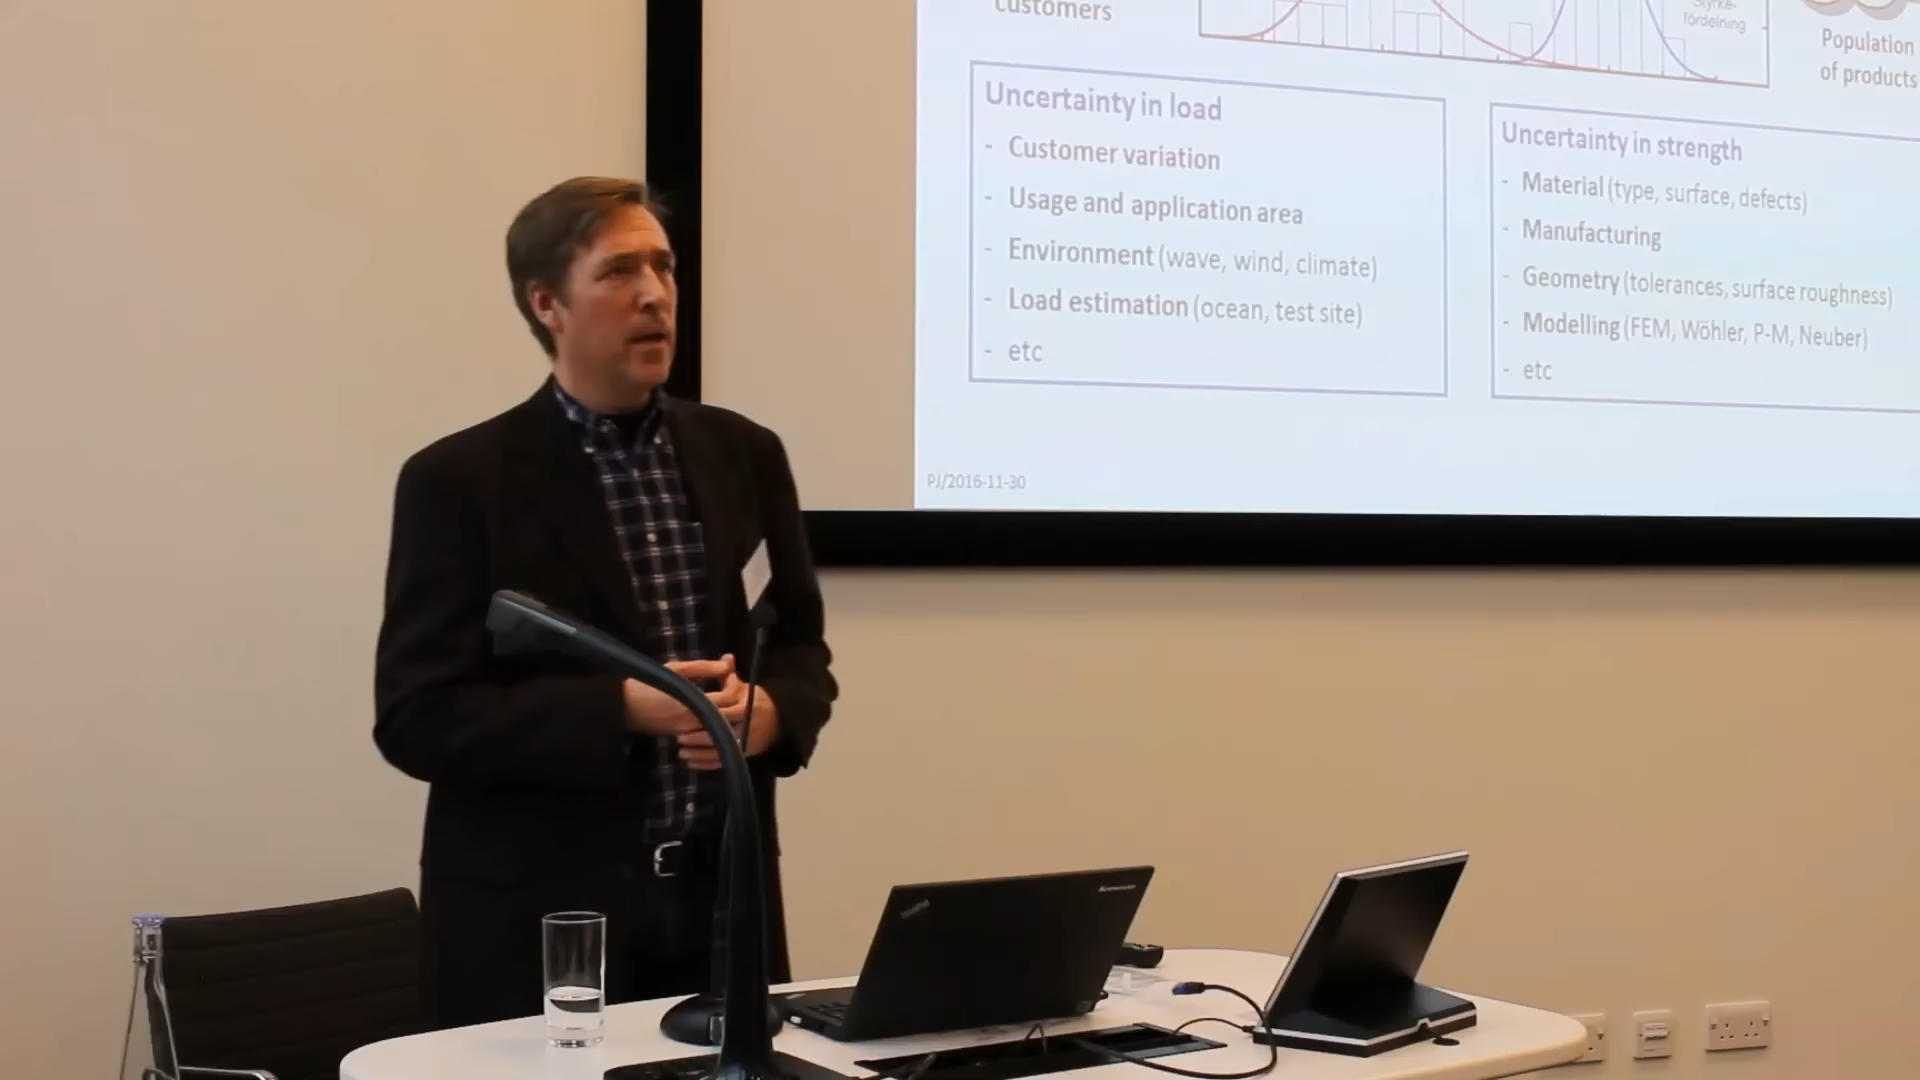 customers
Styrke-
fördelning
Population
of products
Uncertainty in load
- Customer variation
- Usage and application area
- Environment (wave, wind, climate)
- Load estimation (ocean, test site)
- etc
Uncertainty in strength
- Material (type, surface, defects)
- Manufacturing
- Geometry (tolerances, surface roughness)
- Modelling (FEM, Wöhler, P-M, Neuber)
- etc
PJ/2016-11-30
ThinkPad
lenovo